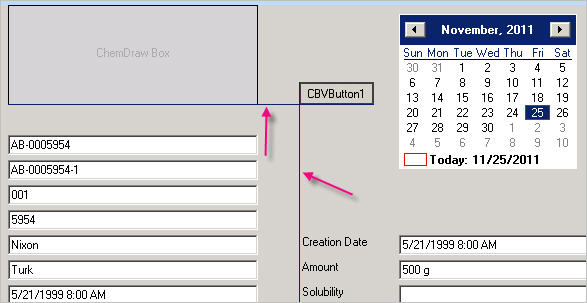 ChemDraw Box
CBVButton1
November, 2011
Sun Mon Tue Wed Thu Fri Sat
30 31 1 2 3 4 5
6 7 8 9 10 11 12
13 14 15 16 17 18 19
20 21 22 23 24 25 26
27 28 29 30 1 2 3
4 5 6 7 8 9 10
Today: 11/25/2011
AB-0005954
AB-0005954-1
001
5954
Nixon
Creation Date 5/21/1999 8:00 AM
Turk
Amount 500 g
5/21/1999 8:00 AM
Solubility